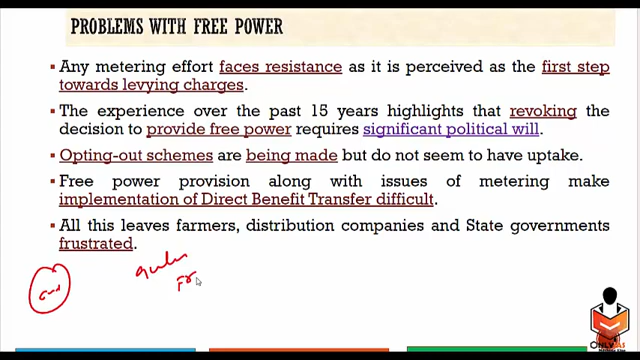 PROBLEMS WITH FREE POWER
▪ Any metering effort faces resistance as it is perceived as the first step
towards levying charges.
▪ The experience over the past 15 years highlights that revoking the
decision to provide free power requires significant political will.
▪ Opting-out schemes are being made but do not seem to have uptake.
▪ Free power provision along with issues of metering make
implementation of Direct Benefit Transfer difficult.
▪ All this leaves farmers, distribution companies and State governments
frustrated.